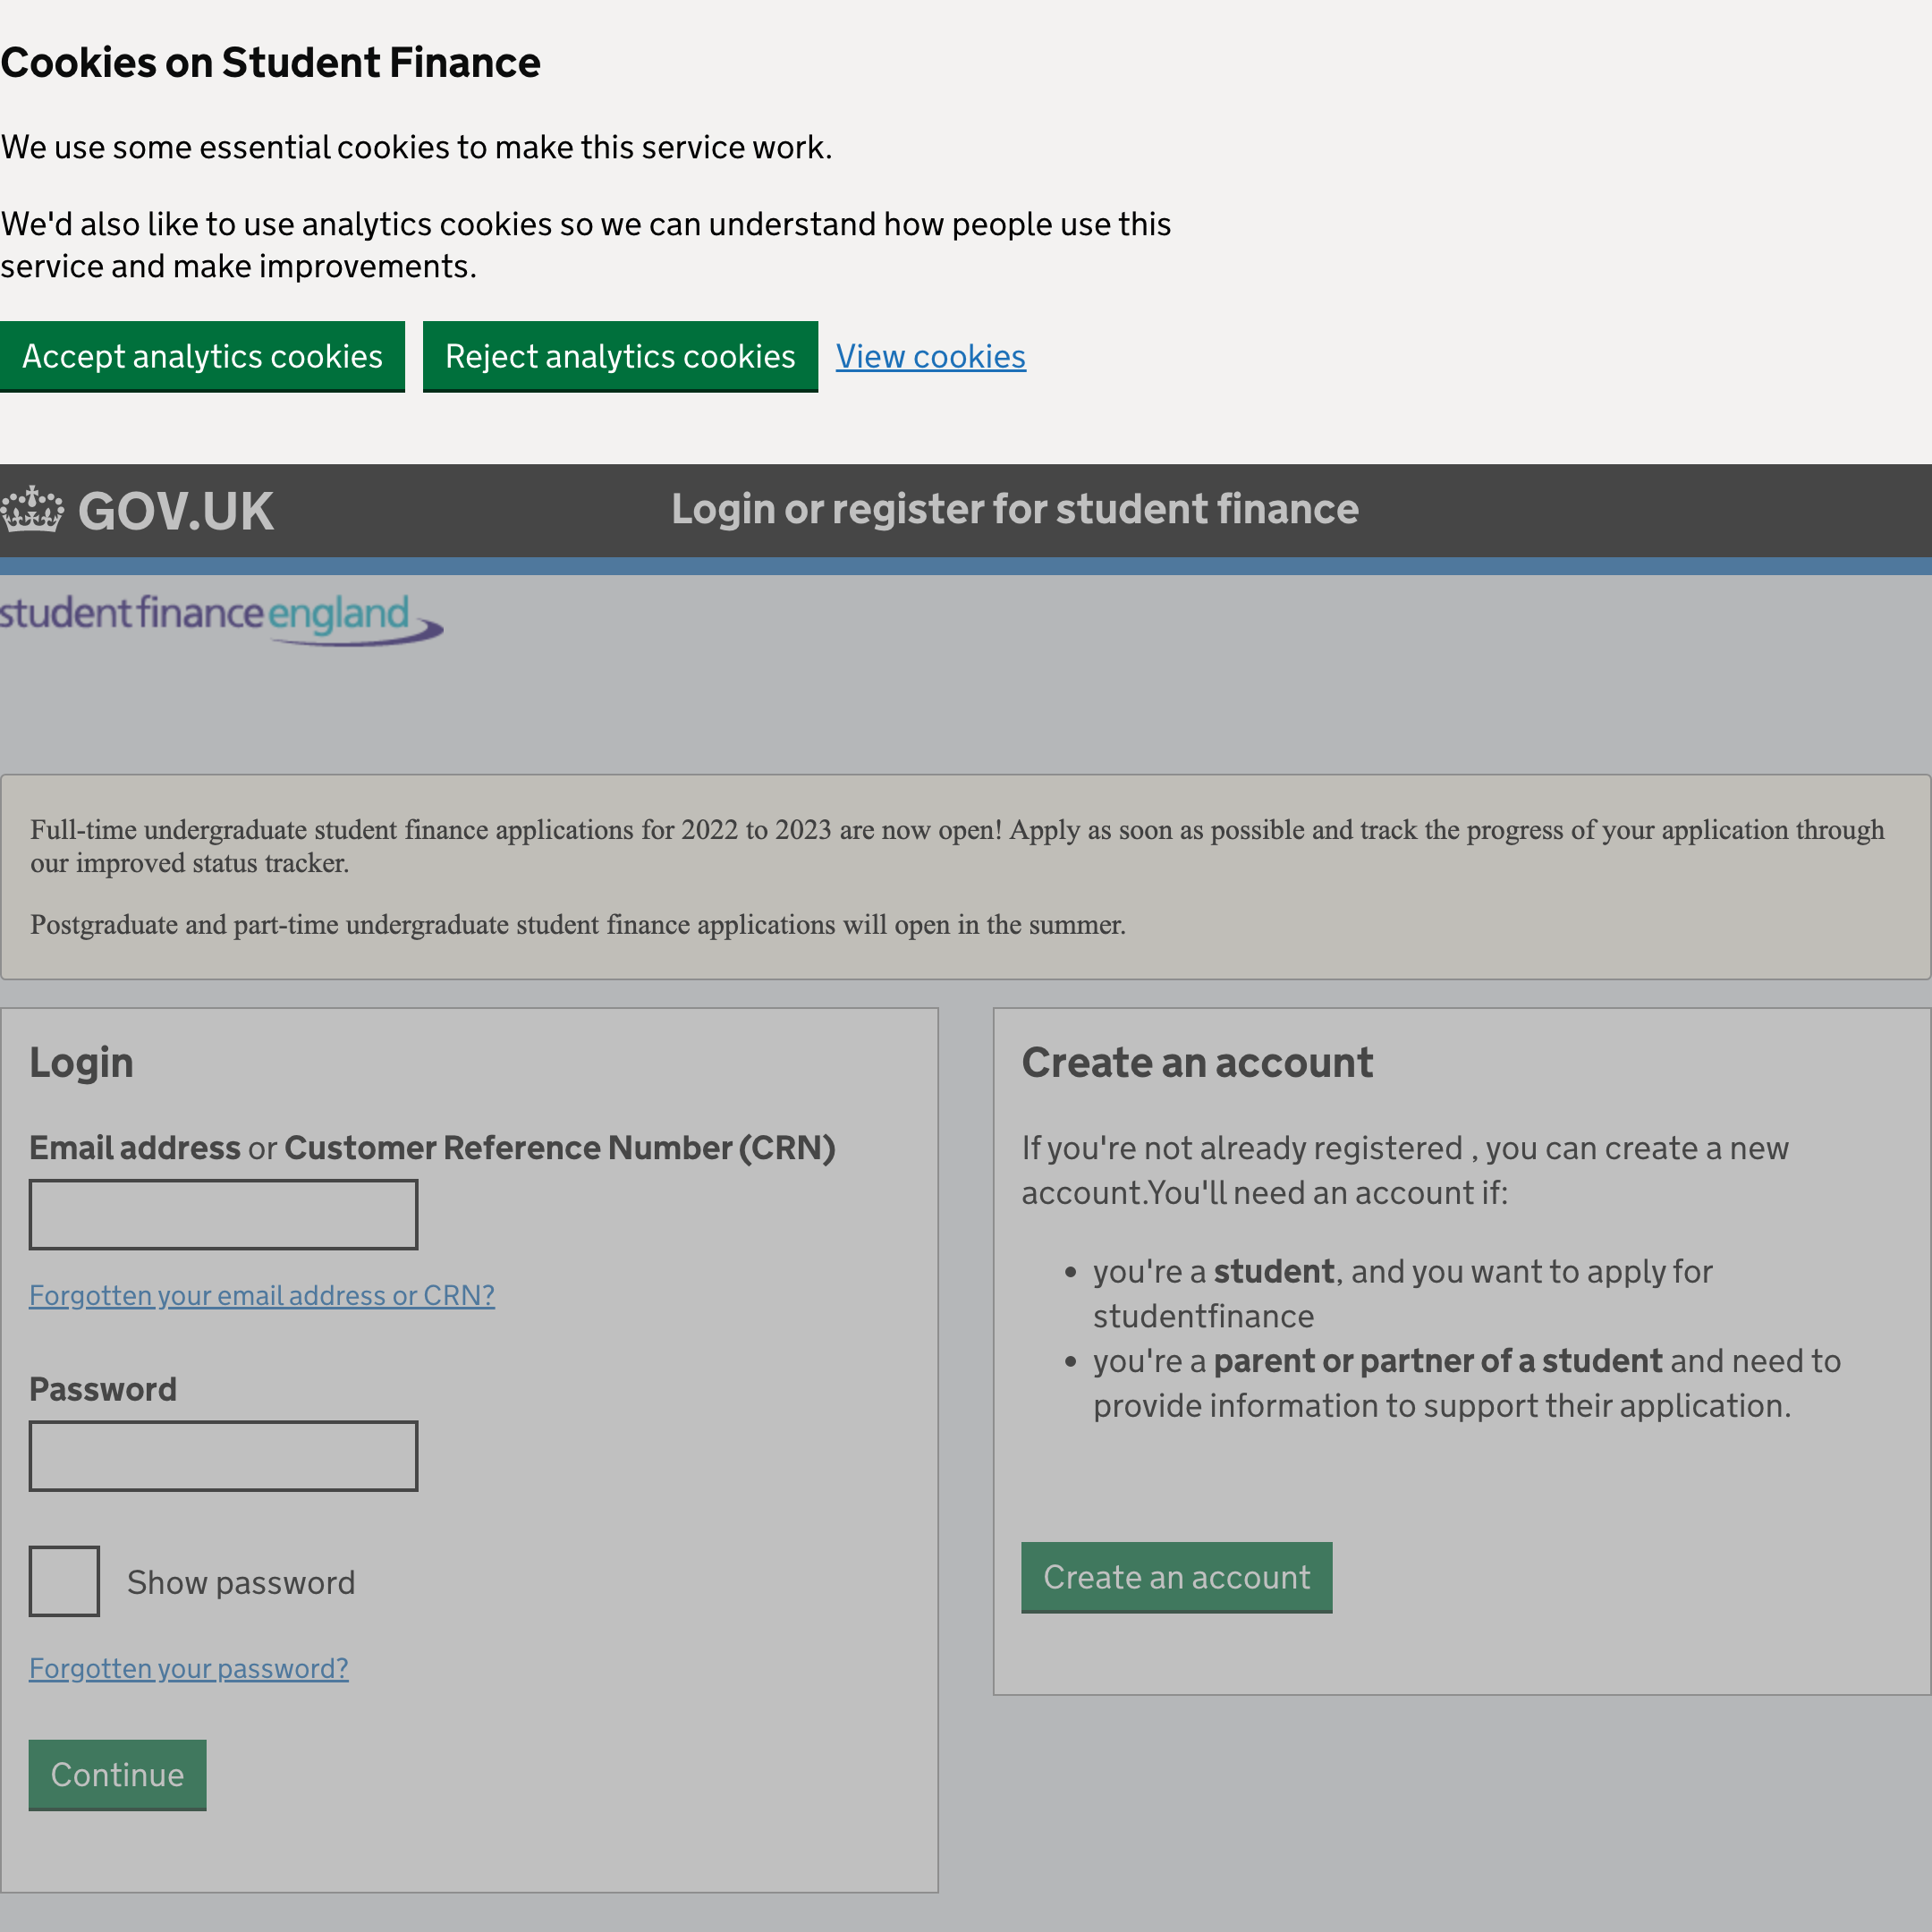 Cookies on Student Finance
We use some essential cookies to make this service work.
We'd also like to use analytics cookies so we can understand how people use this
service and make improvements.
Accept analytics cookies Reject analytics cookies View cookies
GOV.UK Login or register for student finance
studentfinanceengland
Full-time undergraduate student finance applications for 2022 to 2023 are now open! Apply as soon as possible and track the progress of your application through
our improved status tracker.
Postgraduate and part-time undergraduate student finance applications will open in the summer.
Login
Email address or Customer Reference Number (CRN)
Forgotten your email address or CRN?
Password
Show password
Forgotten your password?
Continue
Create an account
If you're not already registered , you can create a new
account.You'll need an account if:
• you're a student, and you want to apply for
studentfinance
• you're a parent or partner of a student and need to
provide information to support their application.
Create an account